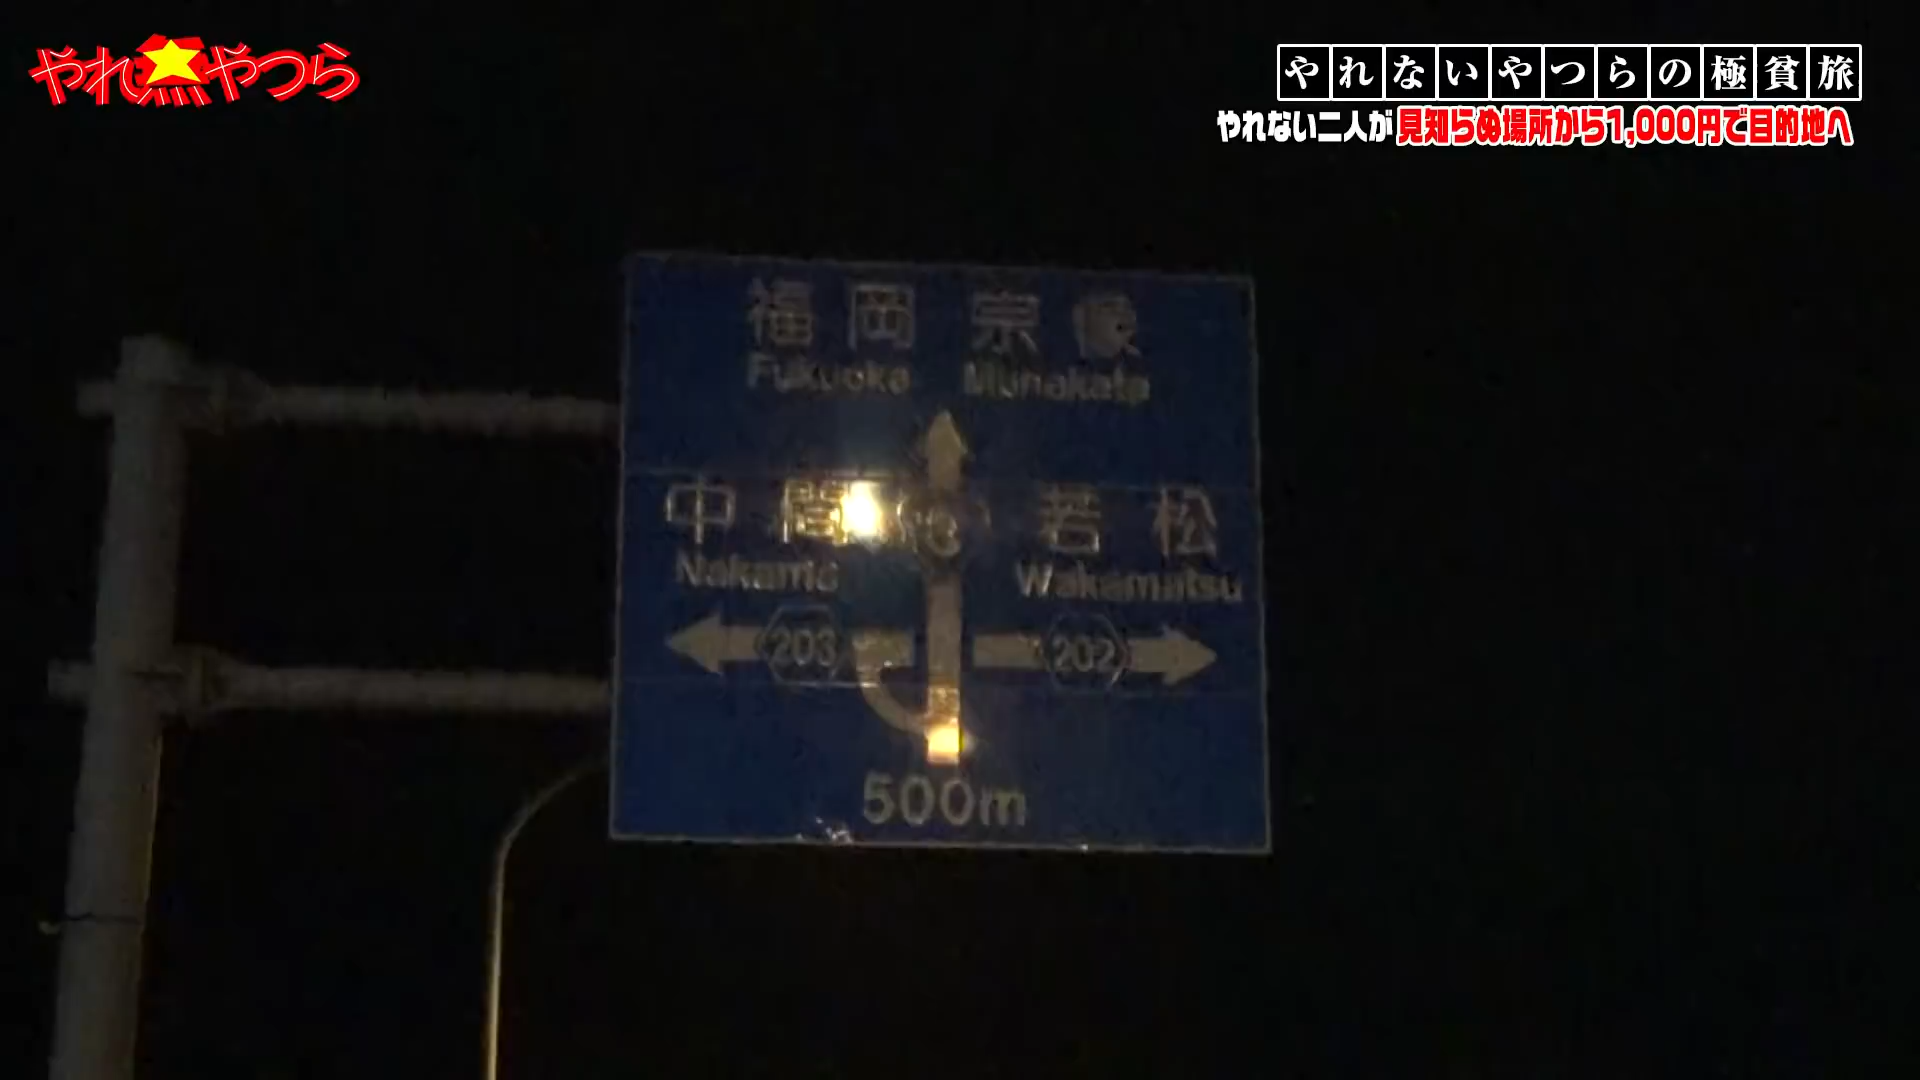 やれ無やつら
やれないやつらの極貧旅
やれない二人が見知らぬ場所から1,000円で目的地へ
福岡 宗像
Fukuoka Munakata
中間 若松
Nakama Wakamatsu
203 202
500m